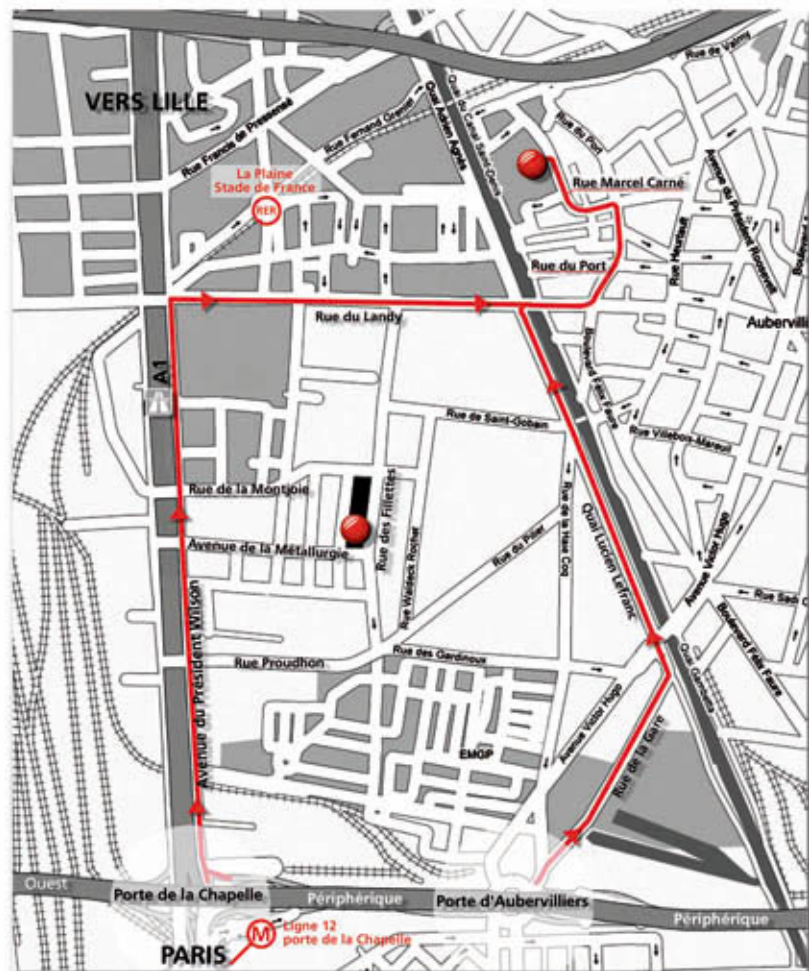 VERS LILLE
Rue Francis de Pressensé
Rue Fernand Grenier
Quai Adrien Agnès
Quai du Canal Saint-Denis
Rue du Port
Rue de Valmy
La Plaine
Stade de France
RER
Rue Marcel Carné
Avenue du Président Roosevelt
Rue Heurtault
Rue du Port
Rue du Landy
A1
Boulevard Félix Faure
Rue de Saint-Gobain
Rue Villebois-Mareuil
Rue de la Montjoie
Rue des Fillettes
Avenue de la Métallurgie
Rue Waldeck Rochet
Rue du Pilier
Rue de la Haie Coq
Quai Lucien Lefranc
Avenue Victor Hugo
Rue Sadi
Boulevard Félix Faure
Avenue du Président Wilson
Rue Proudhon
Rue des Gardinoux
Avenue Victor Hugo
Quai Gambetta
EMGP
Rue de la Gare
Ouest
Porte de la Chapelle
Périphérique
Porte d'Aubervilliers
Périphérique
M
Ligne 12
porte de la Chapelle
PARIS